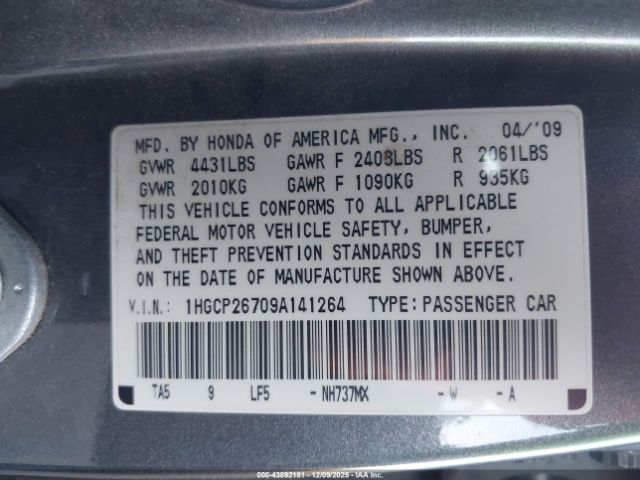 MFD. BY HONDA OF AMERICA MFG., INC. 04/'09
GVWR 4431LBS GAWR F 2403LBS R 2061LBS
GVWR 2010KG GAWR F 1090KG R 935KG
THIS VEHICLE CONFORMS TO ALL APPLICABLE
FEDERAL MOTOR VEHICLE SAFETY, BUMPER,
AND THEFT PREVENTION STANDARDS IN EFFECT
ON THE DATE OF MANUFACTURE SHOWN ABOVE.
V.I.N.: 1HGCP26709A141264 TYPE: PASSENGER CAR
TA5 9 LF5 -NH737MX -W -A
000-43892181 - 12/09/2025 - IAAI.com